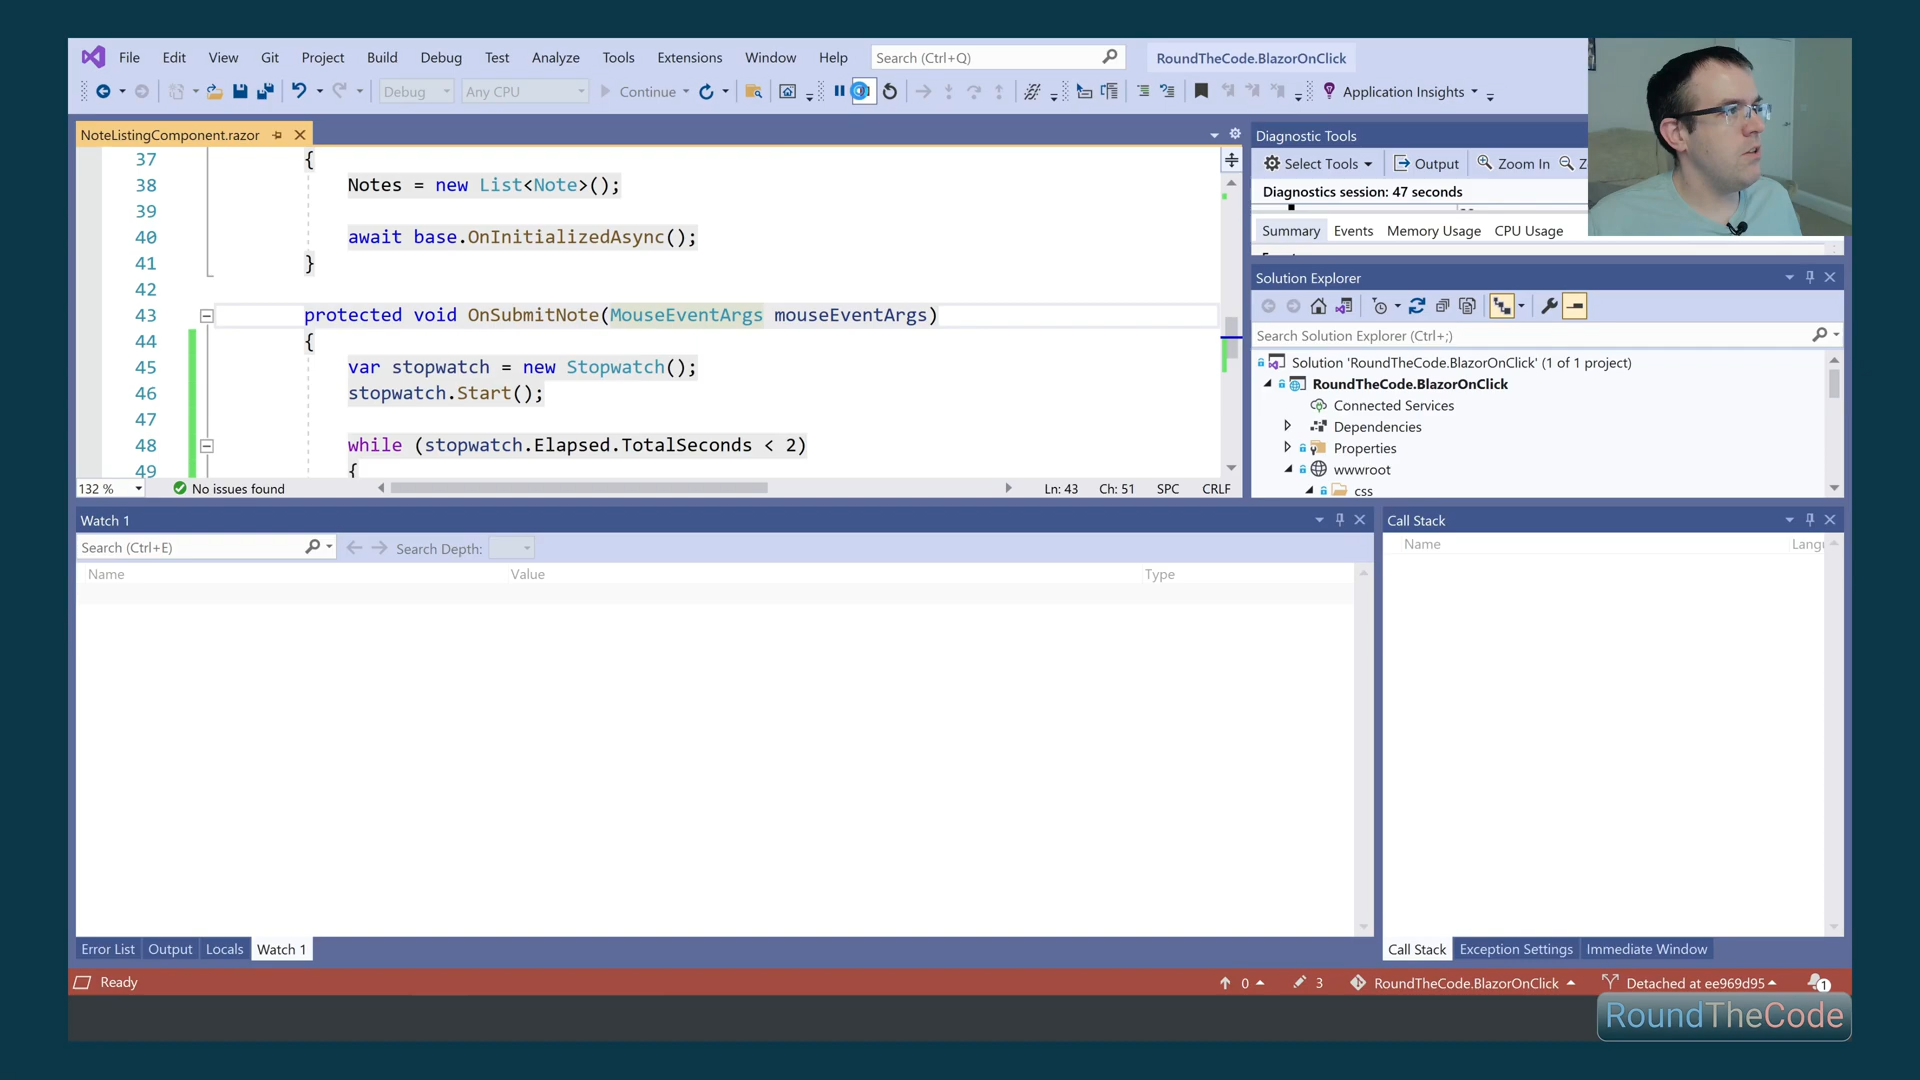 File Edit View Git Project Build Debug Test Analyze Tools Extensions Window Help Search (Ctrl+Q) RoundTheCode.BlazorOnClick
Debug Any CPU Continue Application Insights
NoteListingComponent.razor
37 {
38 Notes = new List<Note>();
39
40 await base.OnInitializedAsync();
41 }
42
43 protected void OnSubmitNote(MouseEventArgs mouseEventArgs)
44 {
45 var stopwatch = new Stopwatch();
46 stopwatch.Start();
47
48 while (stopwatch.Elapsed.TotalSeconds < 2)
49 {
132 % No issues found Ln: 43 Ch: 51 SPC CRLF
Diagnostic Tools
Select Tools Output Zoom In Z
Diagnostics session: 47 seconds
Summary Events Memory Usage CPU Usage
Solution Explorer
Search Solution Explorer (Ctrl+;)
Solution 'RoundTheCode.BlazorOnClick' (1 of 1 project)
RoundTheCode.BlazorOnClick
Connected Services
Dependencies
Properties
wwwroot
css
Watch 1
Search (Ctrl+E) Search Depth:
Name Value Type
Error List Output Locals Watch 1
Call Stack
Name Langu
Call Stack Exception Settings Immediate Window
Ready 0 3 RoundTheCode.BlazorOnClick Detached at ee969d95 1
RoundTheCode